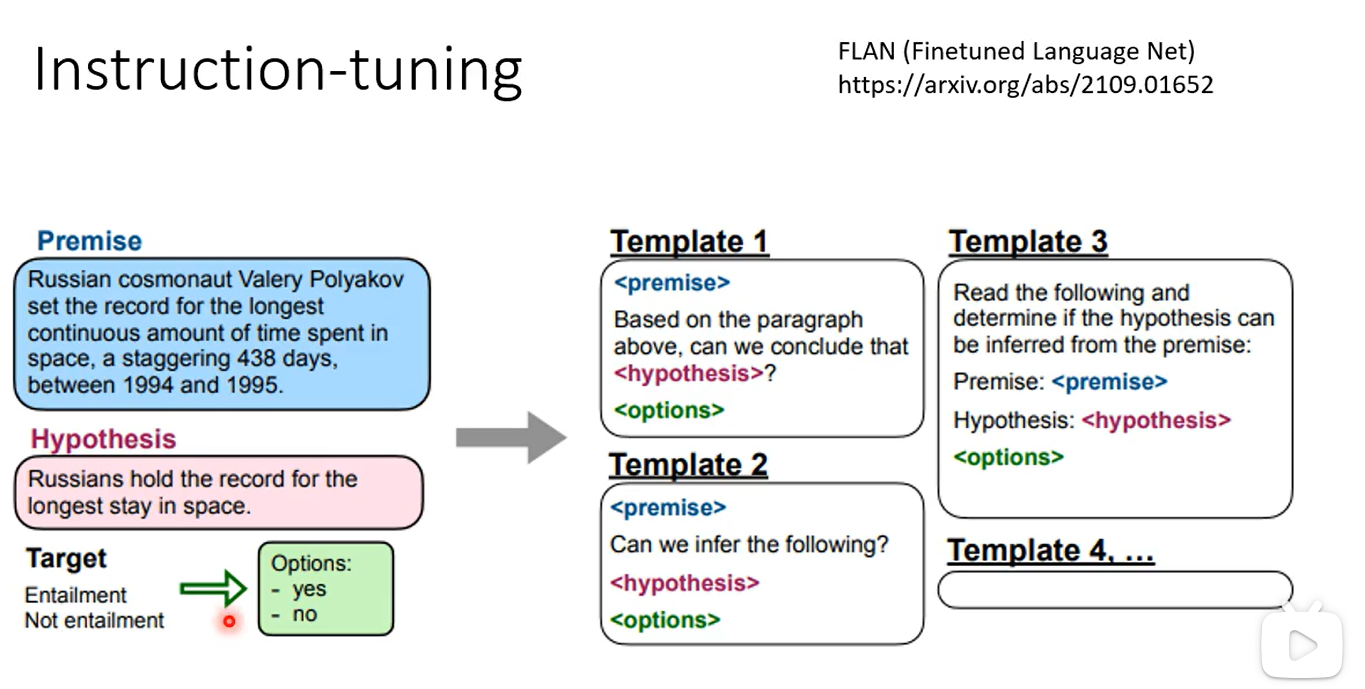 Instruction-tuning
FLAN (Finetuned Language Net)
https://arxiv.org/abs/2109.01652
Premise
Russian cosmonaut Valery Polyakov
set the record for the longest
continuous amount of time spent in
space, a staggering 438 days,
between 1994 and 1995.
Hypothesis
Russians hold the record for the
longest stay in space.
Target
Entailment
Not entailment
Options:
- yes
- no
Template 1
<premise>
Based on the paragraph
above, can we conclude that
<hypothesis>?
<options>
Template 2
<premise>
Can we infer the following?
<hypothesis>
<options>
Template 3
Read the following and
determine if the hypothesis can
be inferred from the premise:
Premise: <premise>
Hypothesis: <hypothesis>
<options>
Template 4, ...